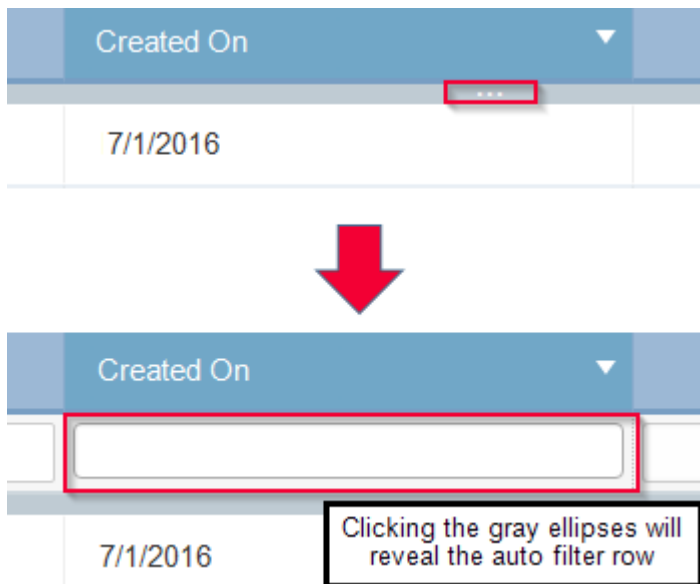 Created On
...
7/1/2016
Created On
Clicking the gray ellipses will
reveal the auto filter row
7/1/2016